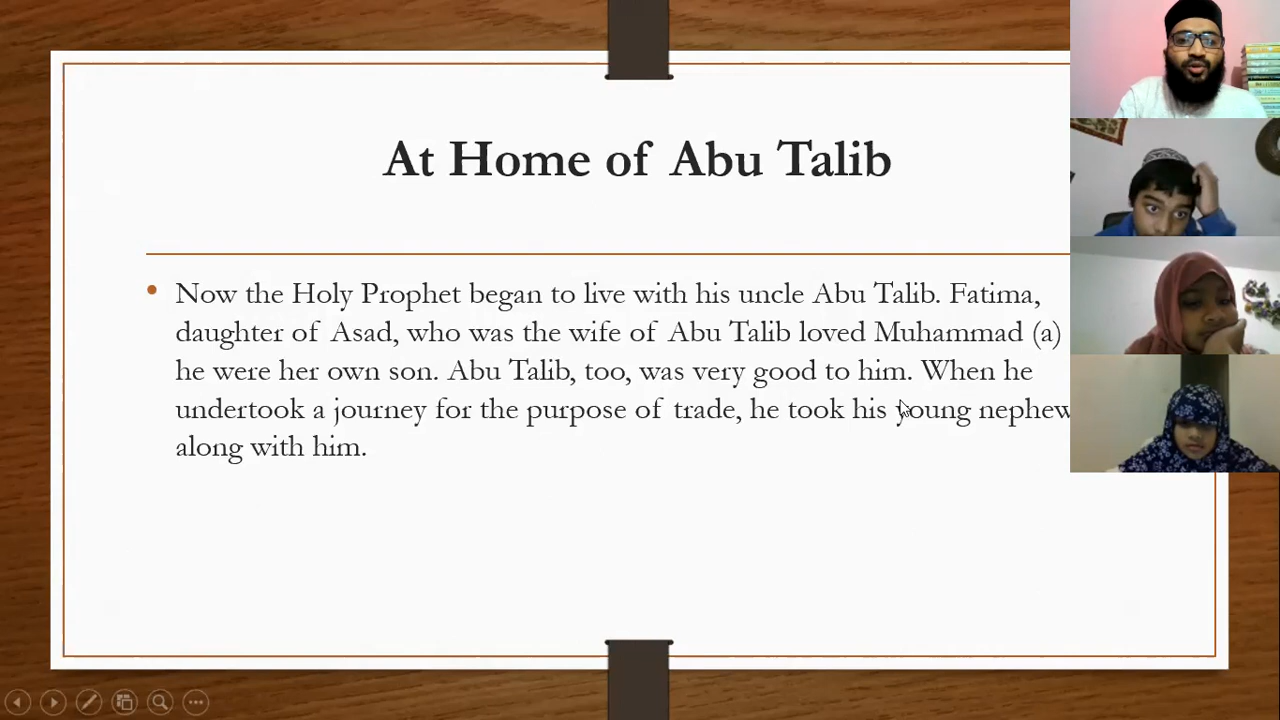 At Home of Abu Talib
• Now the Holy Prophet began to live with his uncle Abu Talib. Fatima,
daughter of Asad, who was the wife of Abu Talib loved Muhammad (a)
he were her own son. Abu Talib, too, was very good to him. When he
undertook a journey for the purpose of trade, he took his young nephew
along with him.